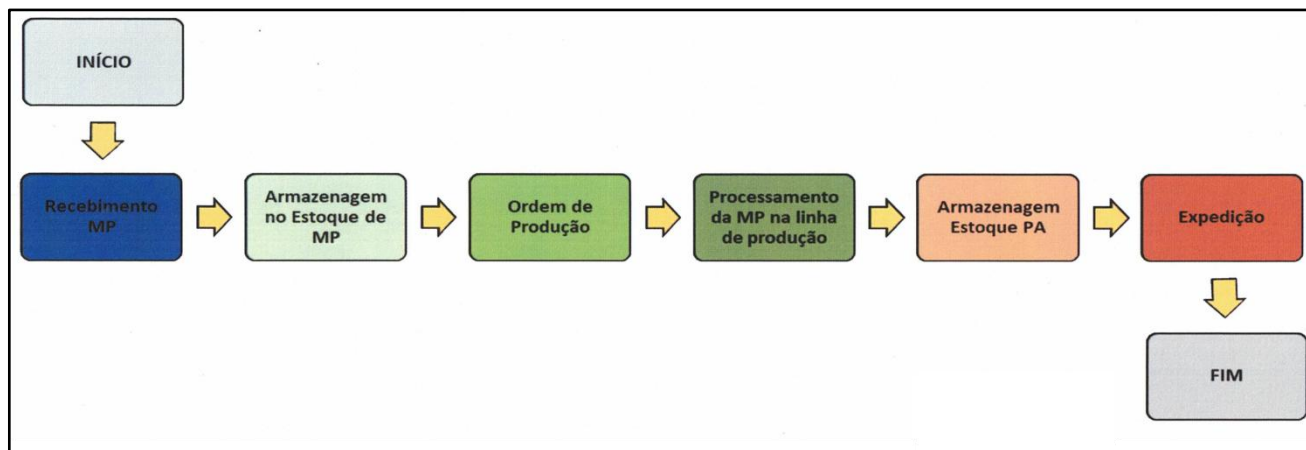 INÍCIO
Recebimento
MP
Armazenagem
no Estoque de
MP
Ordem de
Produção
Processamento
da MP na linha
de produção
Armazenagem
Estoque PA
Expedição
FIM